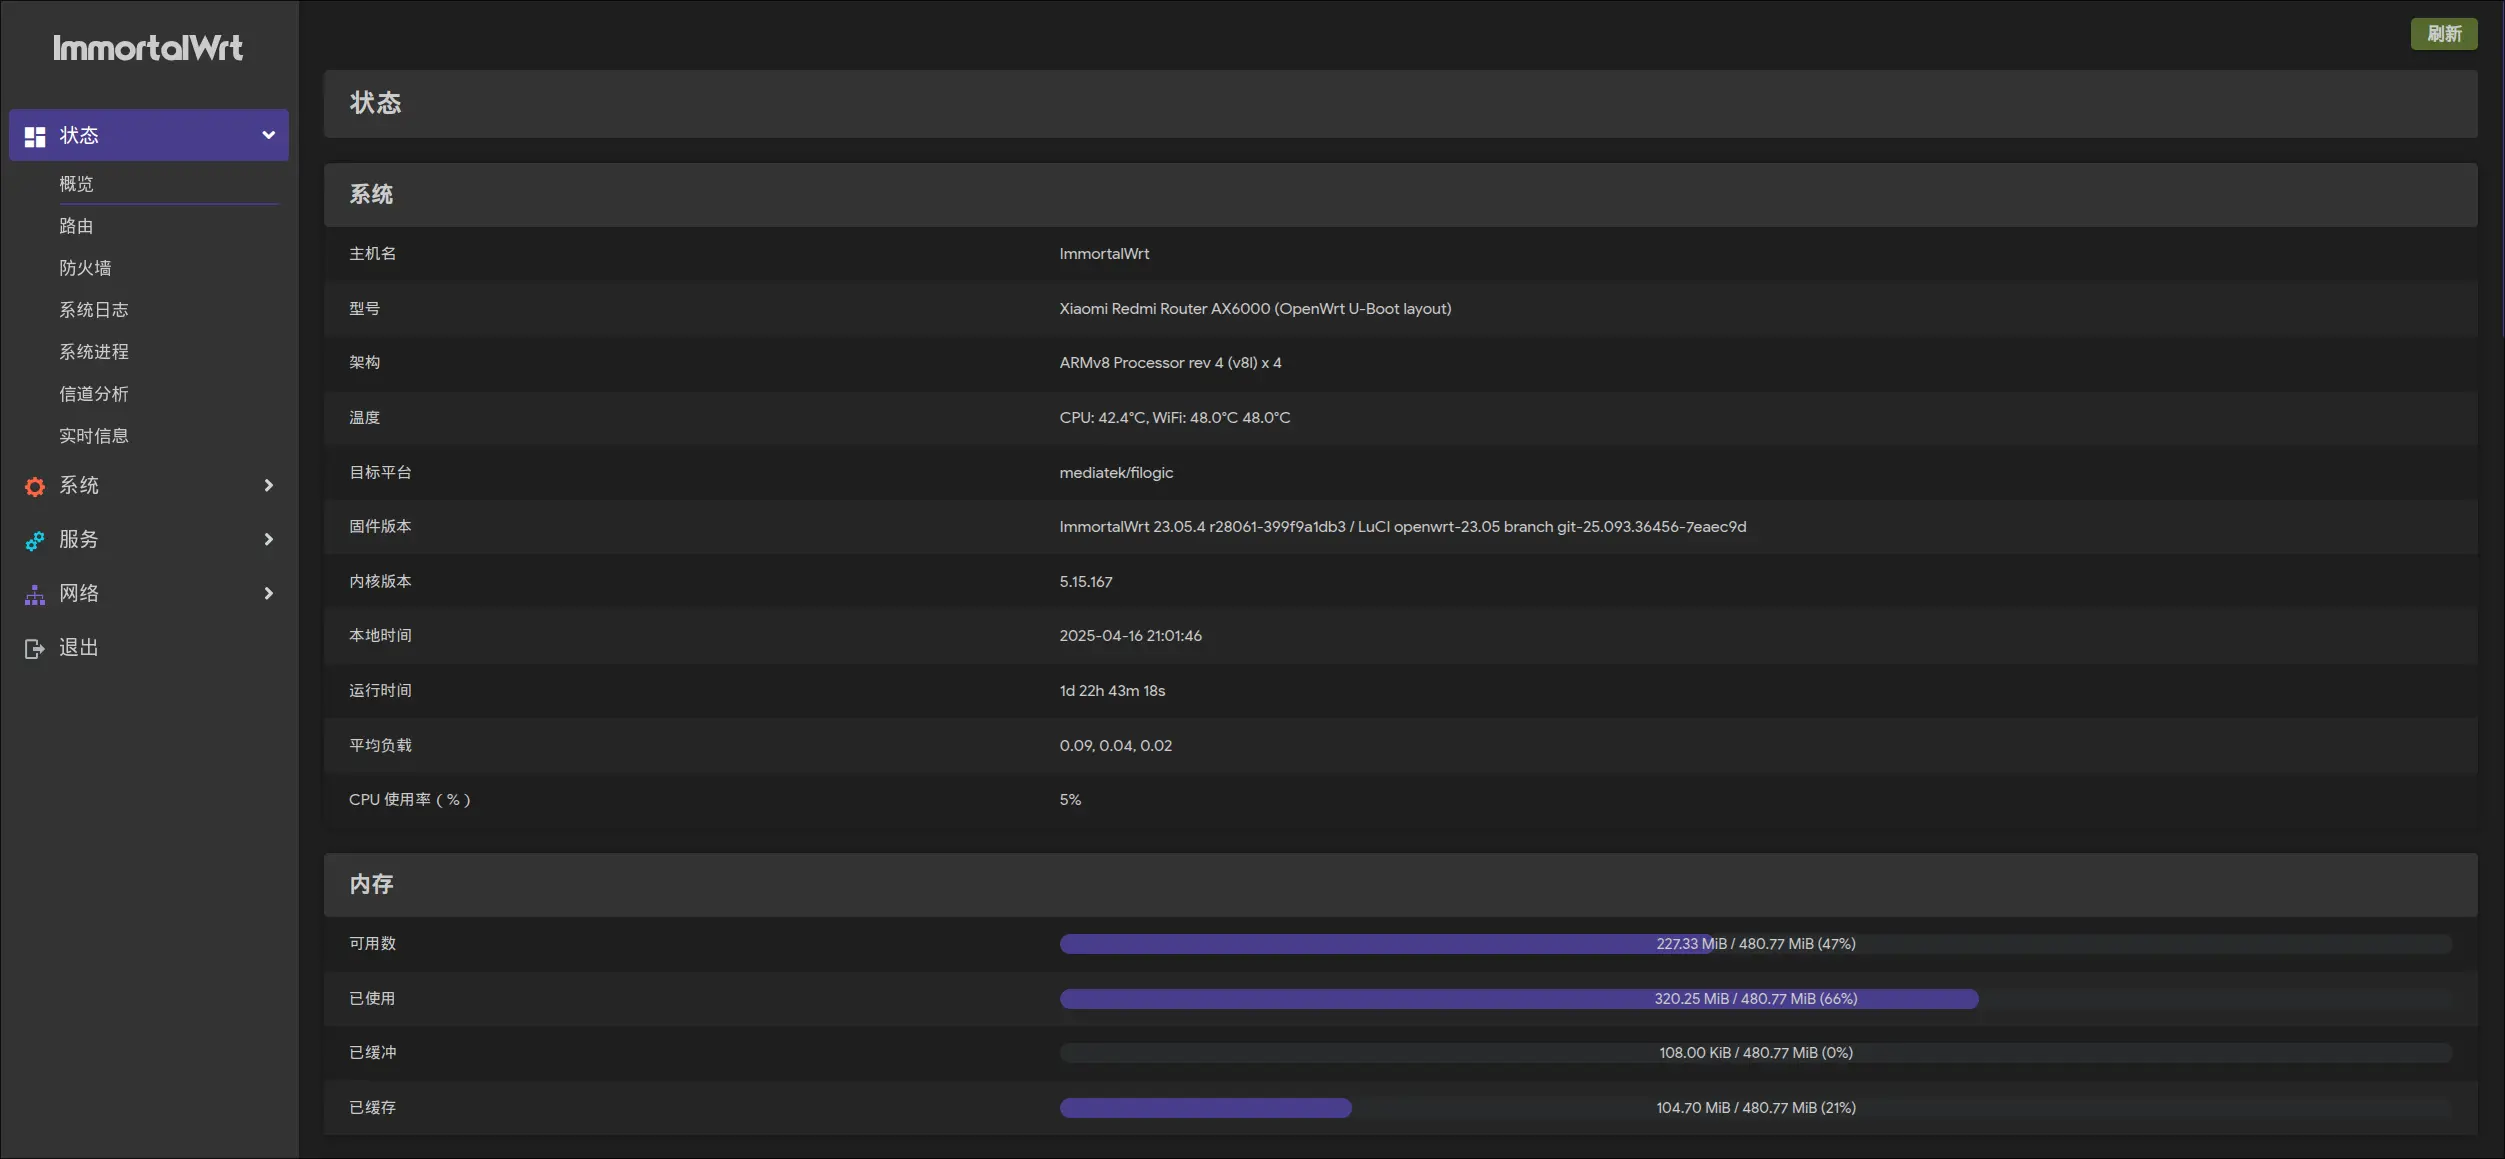 ImmortalWrt
刷新
状态
概览
路由
防火墙
系统日志
系统进程
信道分析
实时信息
系统
服务
网络
退出
状态
系统
主机名 ImmortalWrt
型号 Xiaomi Redmi Router AX6000 (OpenWrt U-Boot layout)
架构 ARMv8 Processor rev 4 (v8l) x 4
温度 CPU: 42.4°C, WiFi: 48.0°C 48.0°C
目标平台 mediatek/filogic
固件版本 ImmortalWrt 23.05.4 r28061-399f9a1db3 / LuCI openwrt-23.05 branch git-25.093.36456-7eaec9d
内核版本 5.15.167
本地时间 2025-04-16 21:01:46
运行时间 1d 22h 43m 18s
平均负载 0.09, 0.04, 0.02
CPU 使用率（%） 5%
内存
可用数 227.33 MiB / 480.77 MiB (47%)
已使用 320.25 MiB / 480.77 MiB (66%)
已缓冲 108.00 KiB / 480.77 MiB (0%)
已缓存 104.70 MiB / 480.77 MiB (21%)